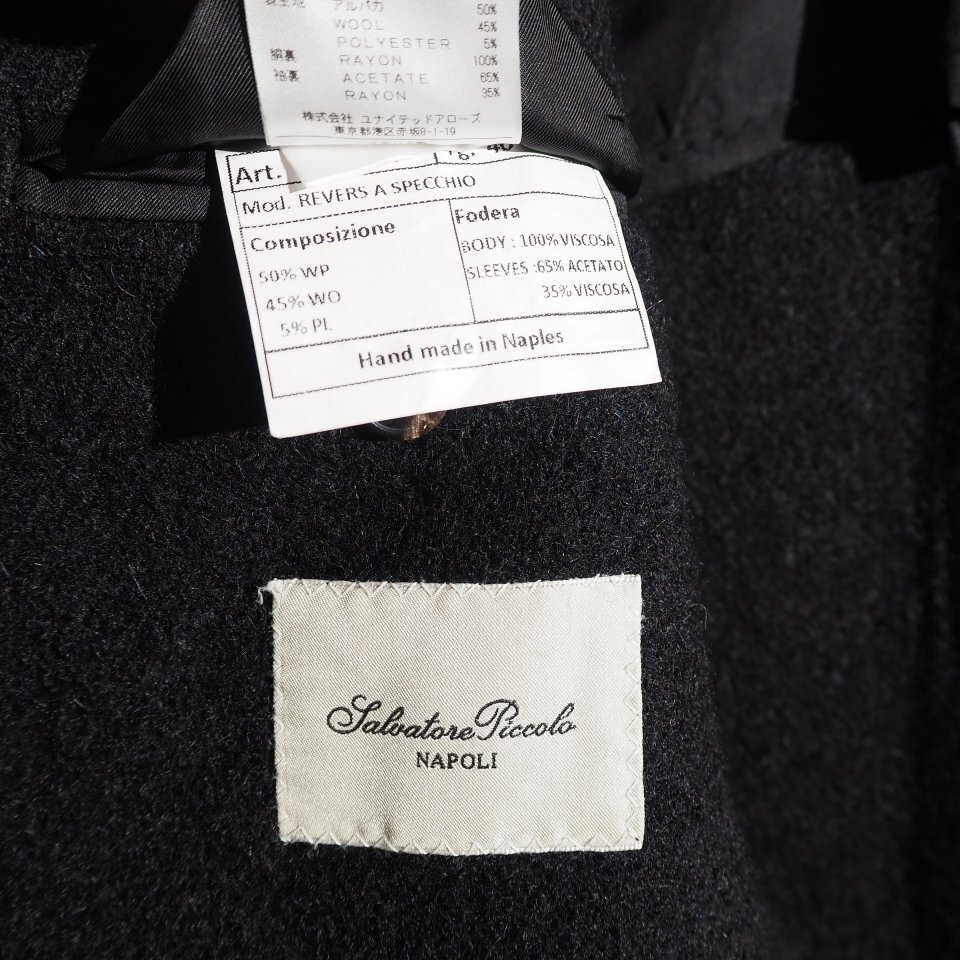 表生地 アルパカ 50%
WOOL 45%
POLYESTER 5%
胴裏 RAYON 100%
袖裏 ACETATE 65%
RAYON 35%
株式会社 ユナイテッドアローズ
東京都港区赤坂8-1-19
Art.
Mod. REVERS A SPECCHIO
Composizione
50% WP
45% WO
5% PL
Fodera
BODY : 100% VISCOSA
SLEEVES :65% ACETATO
35% VISCOSA
Hand made in Naples
Salvatore Piccolo
NAPOLI